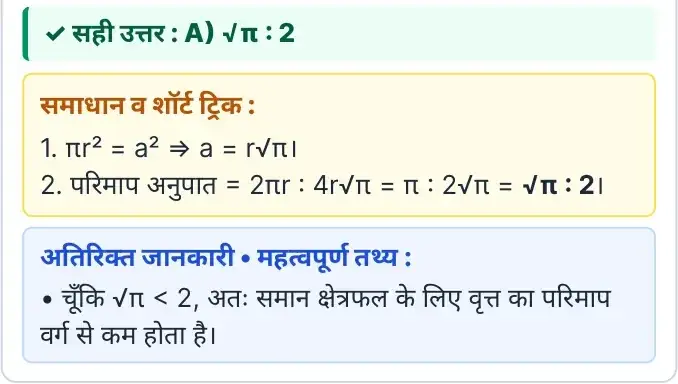 ✓ सही उत्तर : A) √π : 2
समाधान व शॉर्ट ट्रिक :
1. πr² = a² ⇒ a = r√π।
2. परिमाप अनुपात = 2πr : 4r√π = π : 2√π = √π : 2।
अतिरिक्त जानकारी • महत्वपूर्ण तथ्य :
• चूँकि √π < 2, अतः समान क्षेत्रफल के लिए वृत्त का परिमाप
वर्ग से कम होता है।